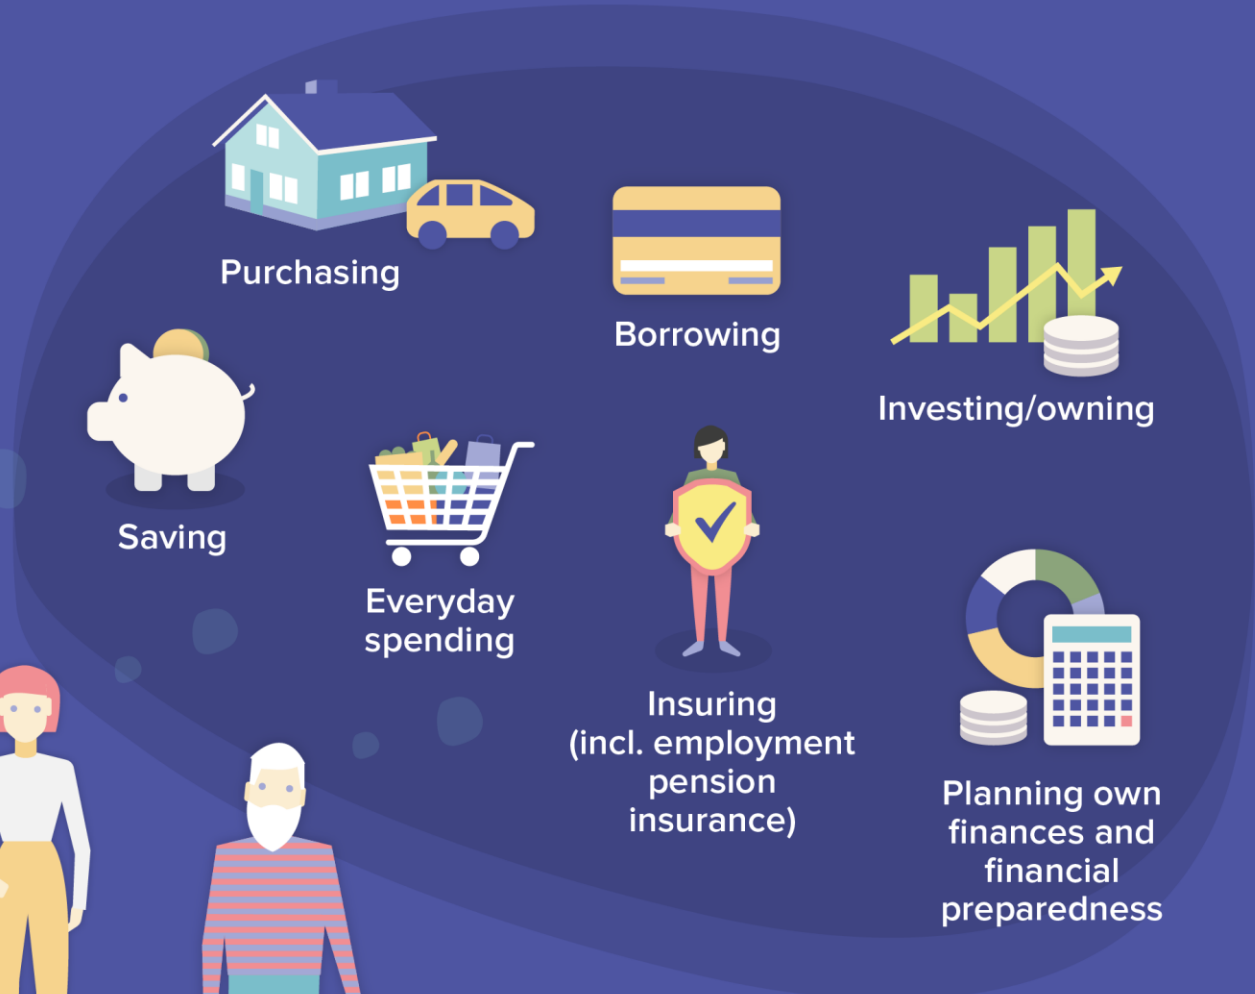 Purchasing
Borrowing
Investing/owning
Saving
Everyday
spending
Insuring
(incl. employment
pension
insurance)
Planning own
finances and
financial
preparedness